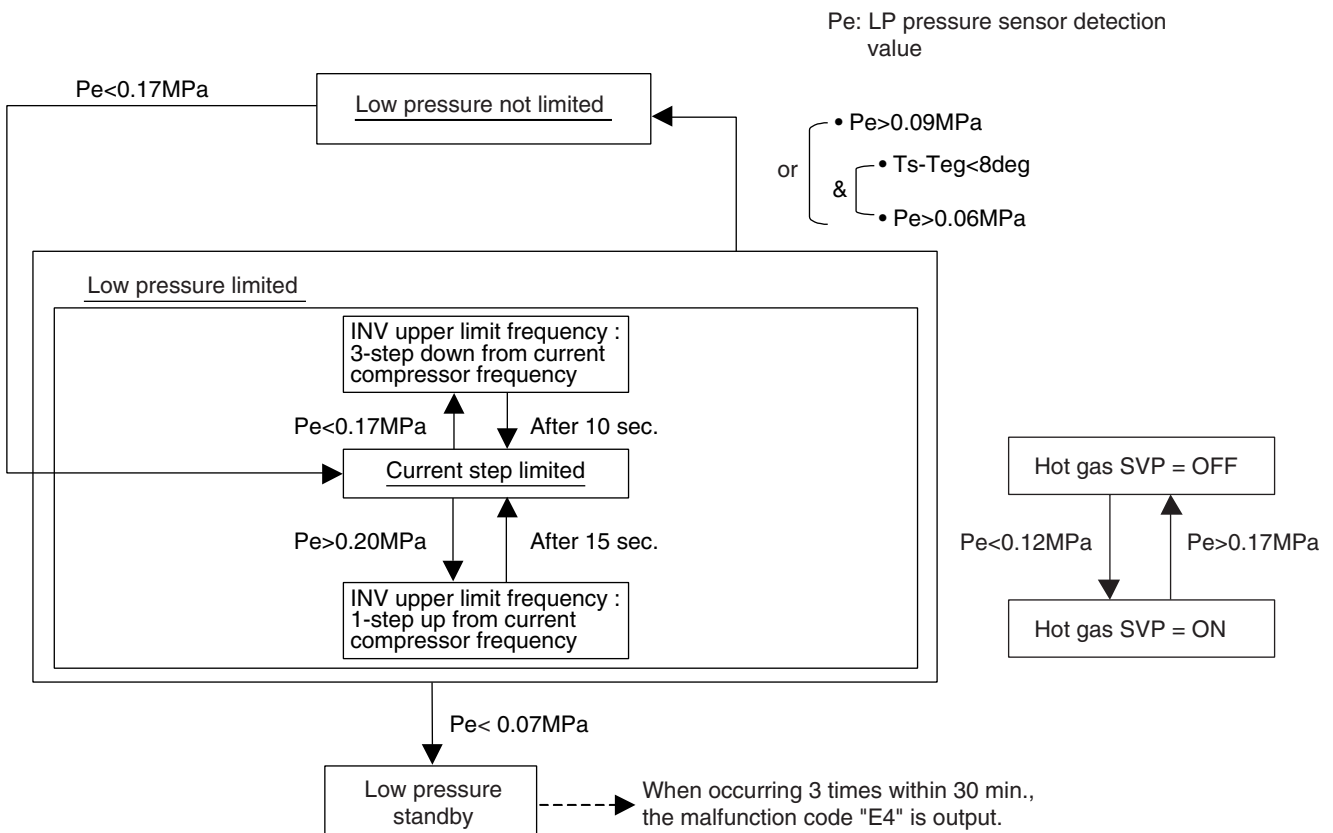 Pe: LP pressure sensor detection
value
Pe<0.17MPa
Low pressure not limited
• Pe>0.09MPa
or
• Ts-Teg<8deg
&
• Pe>0.06MPa
Low pressure limited
INV upper limit frequency :
3-step down from current
compressor frequency
Pe<0.17MPa
After 10 sec.
Current step limited
Pe>0.20MPa
After 15 sec.
INV upper limit frequency :
1-step up from current
compressor frequency
Hot gas SVP = OFF
Pe<0.12MPa
Pe>0.17MPa
Hot gas SVP = ON
Pe< 0.07MPa
Low pressure
standby
When occurring 3 times within 30 min.,
the malfunction code "E4" is output.